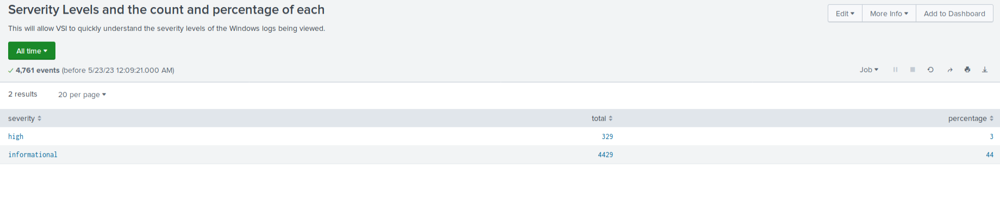 Serverity Levels and the count and percentage of each
Edit More Info Add to Dashboard
This will allow VSI to quickly understand the severity levels of the Windows logs being viewed.
All time
4,761 events (before 5/23/23 12:09:21.000 AM)
Job
2 results 20 per page
severity total percentage
high 329 3
informational 4429 44